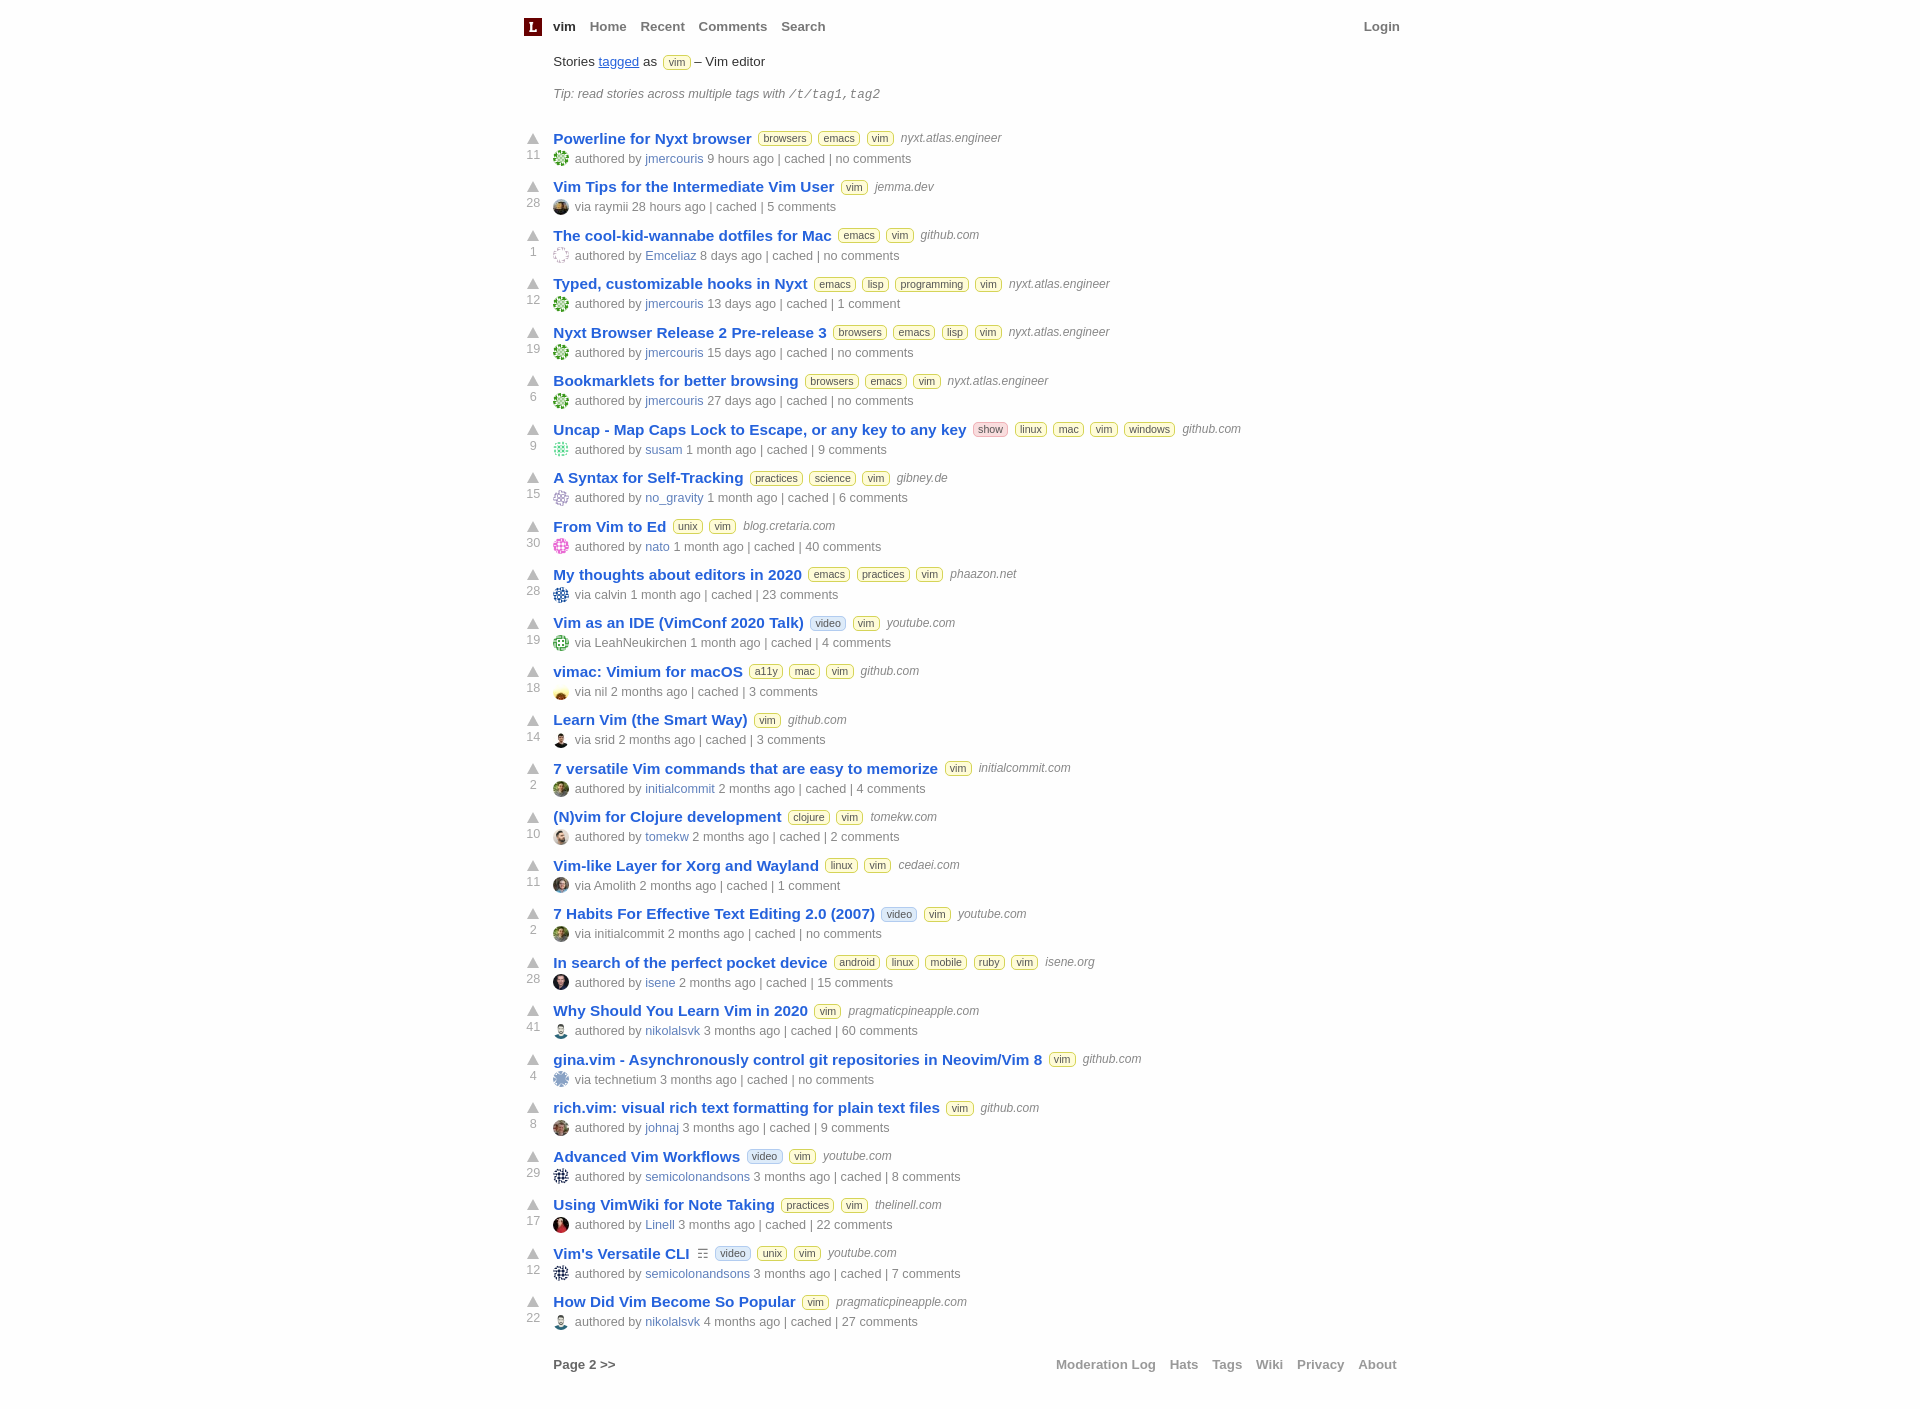 L vim Home Recent Comments Search Login
Stories tagged as vim – Vim editor
Tip: read stories across multiple tags with /t/tag1,tag2
Powerline for Nyxt browser browsers emacs vim nyxt.atlas.engineer
11 authored by jmercouris 9 hours ago | cached | no comments
Vim Tips for the Intermediate Vim User vim jemma.dev
28 via raymii 28 hours ago | cached | 5 comments
The cool-kid-wannabe dotfiles for Mac emacs vim github.com
1 authored by Emceliaz 8 days ago | cached | no comments
Typed, customizable hooks in Nyxt emacs lisp programming vim nyxt.atlas.engineer
12 authored by jmercouris 13 days ago | cached | 1 comment
Nyxt Browser Release 2 Pre-release 3 browsers emacs lisp vim nyxt.atlas.engineer
19 authored by jmercouris 15 days ago | cached | no comments
Bookmarklets for better browsing browsers emacs vim nyxt.atlas.engineer
6 authored by jmercouris 27 days ago | cached | no comments
Uncap - Map Caps Lock to Escape, or any key to any key show linux mac vim windows github.com
9 authored by susam 1 month ago | cached | 9 comments
A Syntax for Self-Tracking practices science vim gibney.de
15 authored by no_gravity 1 month ago | cached | 6 comments
From Vim to Ed unix vim blog.cretaria.com
30 authored by nato 1 month ago | cached | 40 comments
My thoughts about editors in 2020 emacs practices vim phaazon.net
28 via calvin 1 month ago | cached | 23 comments
Vim as an IDE (VimConf 2020 Talk) video vim youtube.com
19 via LeahNeukirchen 1 month ago | cached | 4 comments
vimac: Vimium for macOS a11y mac vim github.com
18 via nil 2 months ago | cached | 3 comments
Learn Vim (the Smart Way) vim github.com
14 via srid 2 months ago | cached | 3 comments
7 versatile Vim commands that are easy to memorize vim initialcommit.com
2 authored by initialcommit 2 months ago | cached | 4 comments
(N)vim for Clojure development clojure vim tomekw.com
10 authored by tomekw 2 months ago | cached | 2 comments
Vim-like Layer for Xorg and Wayland linux vim cedaei.com
11 via Amolith 2 months ago | cached | 1 comment
7 Habits For Effective Text Editing 2.0 (2007) video vim youtube.com
2 via initialcommit 2 months ago | cached | no comments
In search of the perfect pocket device android linux mobile ruby vim isene.org
28 authored by isene 2 months ago | cached | 15 comments
Why Should You Learn Vim in 2020 vim pragmaticpineapple.com
41 authored by nikolalsvk 3 months ago | cached | 60 comments
gina.vim - Asynchronously control git repositories in Neovim/Vim 8 vim github.com
4 via technetium 3 months ago | cached | no comments
rich.vim: visual rich text formatting for plain text files vim github.com
8 authored by johnaj 3 months ago | cached | 9 comments
Advanced Vim Workflows video vim youtube.com
29 authored by semicolonandsons 3 months ago | cached | 8 comments
Using VimWiki for Note Taking practices vim thelinell.com
17 authored by Linell 3 months ago | cached | 22 comments
Vim's Versatile CLI ☶ video unix vim youtube.com
12 authored by semicolonandsons 3 months ago | cached | 7 comments
How Did Vim Become So Popular vim pragmaticpineapple.com
22 authored by nikolalsvk 4 months ago | cached | 27 comments
Page 2 >> Moderation Log Hats Tags Wiki Privacy About